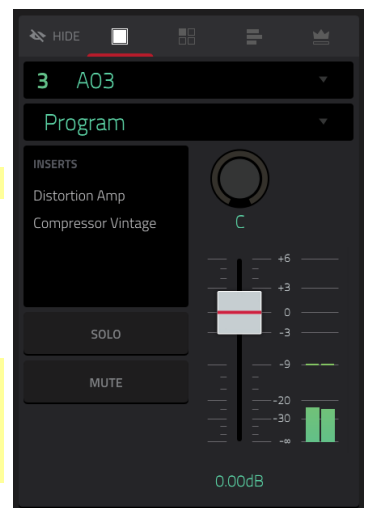 HIDE
3 A03
Program
INSERTS
Distortion Amp
Compressor Vintage
C
SOLO
MUTE
+6
+3
0
-3
-9
-20
-30
-∞
0.00dB